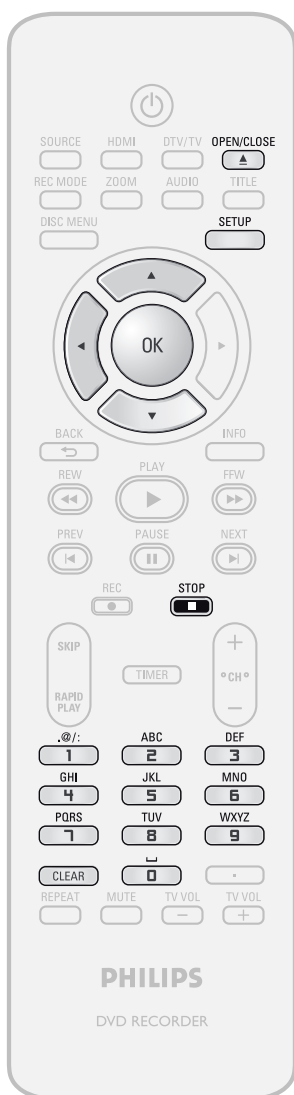 SOURCE HDMI DTV/TV OPEN/CLOSE
REC MODE ZOOM AUDIO TITLE
DISC MENU SETUP
OK
BACK INFO
REW PLAY FFW
PREV PAUSE NEXT
REC STOP
SKIP +
TIMER CH
RAPID
PLAY −
.@/: ABC DEF
1 2 3
GHI JKL MNO
4 5 6
PQRS TUV WXYZ
7 8 9
CLEAR 0 .
REPEAT MUTE TV VOL TV VOL
− +
PHILIPS
DVD RECORDER